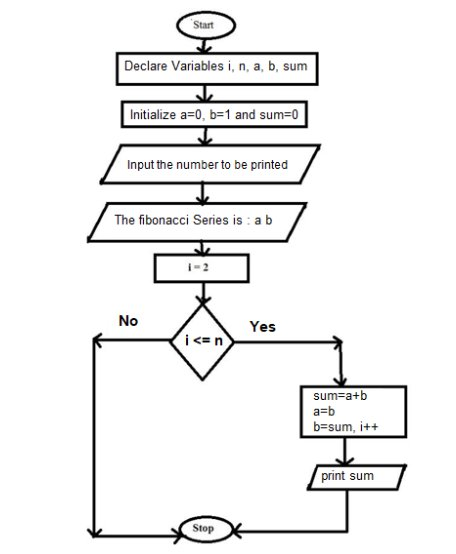 Start
Declare Variables i, n, a, b, sum
Initialize a=0, b=1 and sum=0
Input the number to be printed
The fibonacci Series is : a b
i = 2
No
Yes
i <= n
sum=a+b
a=b
b=sum, i++
print sum
Stop